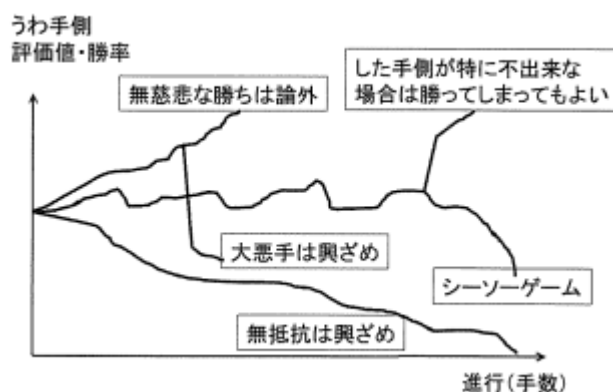 うわ手側
評価値・勝率
無慈悲な勝ちは論外
した手側が特に不出来な
場合は勝ってしまってもよい
大悪手は興ざめ
シーソーゲーム
無抵抗は興ざめ
進行(手数)